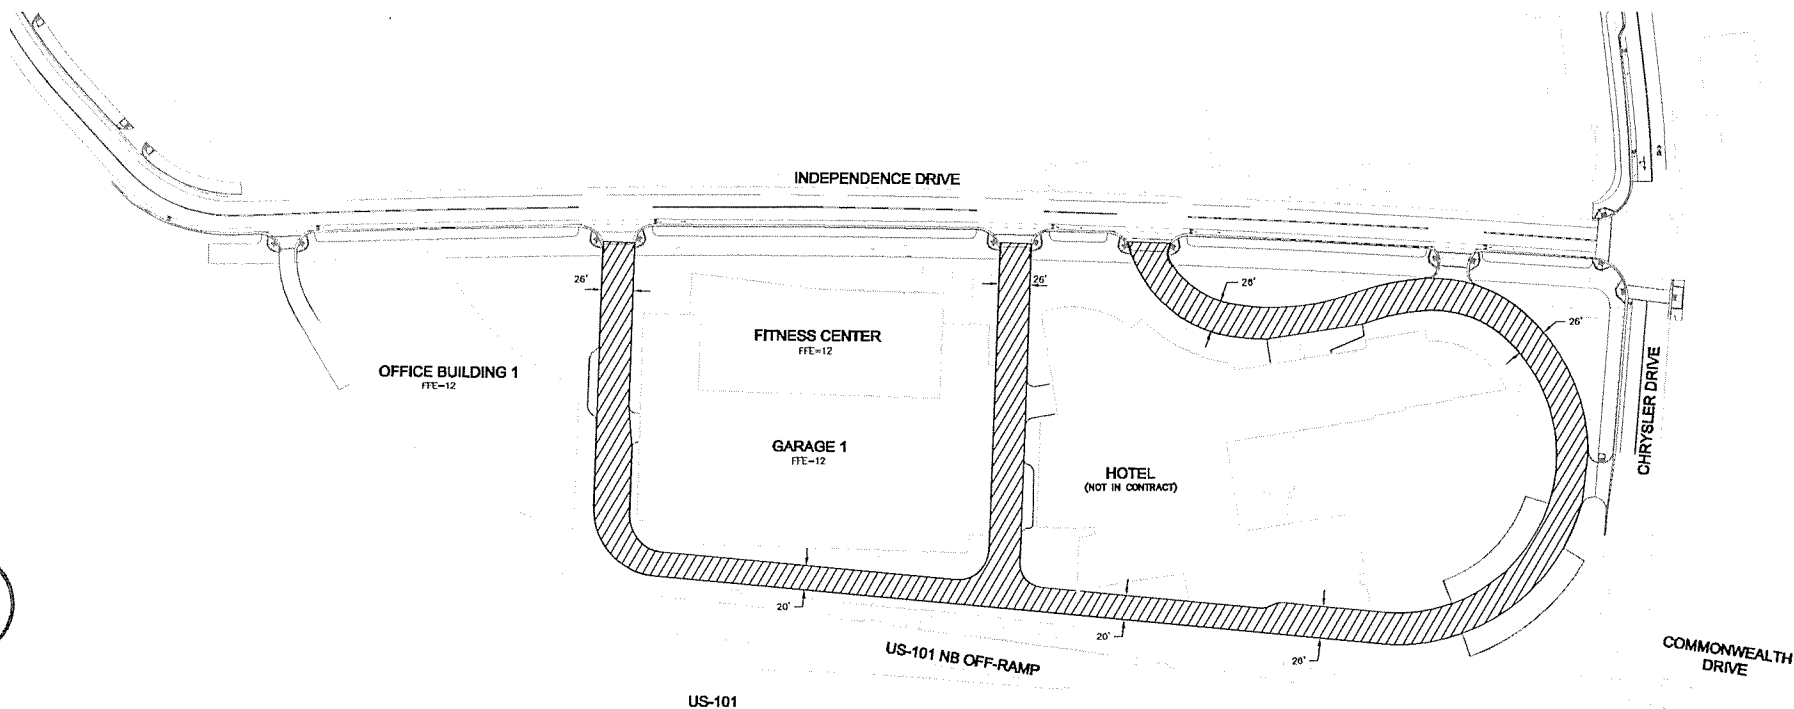 INDEPENDENCE DRIVE
26'
26'
26'
26'
FITNESS CENTER
FFE=12
OFFICE BUILDING 1
FFE=12
CHRYSLER DRIVE
GARAGE 1
FFE=12
HOTEL
(NOT IN CONTRACT)
20'
20'
26'
US-101 NB OFF-RAMP
COMMONWEALTH
DRIVE
US-101